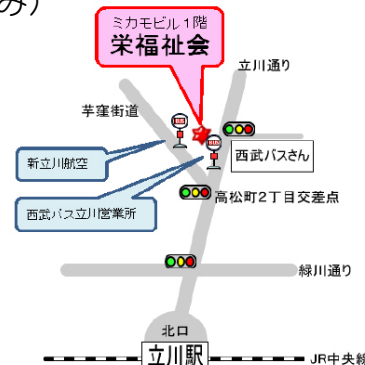 み）
ミカモビル１階
栄福祉会
立川通り
芋窪街道
新立川航空
西武バスさん
西武バス立川営業所
高松町2丁目交差点
緑川通り
北口
立川駅
JR中央線